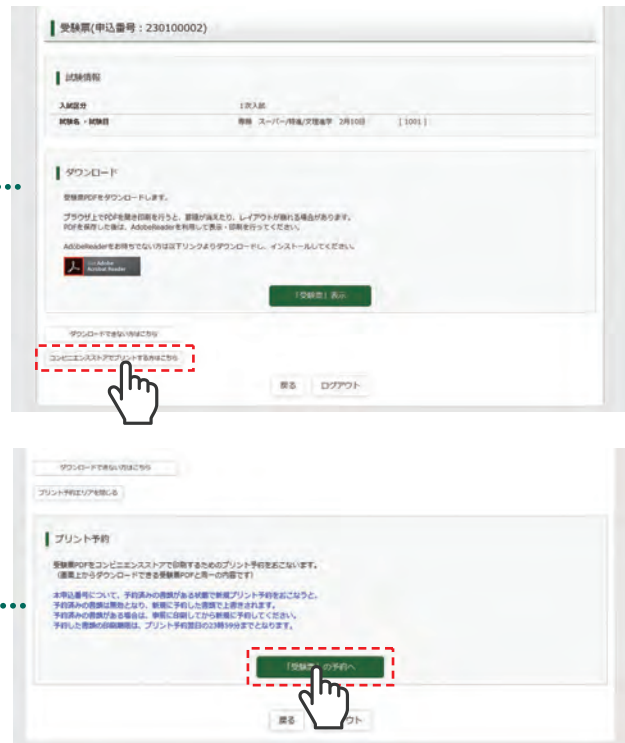 受験票(申込番号：230100002)
試験情報
入試区分 1次入試
試験名・試験日 専願 スーパー/特進/文理進学 2月10日 [1001]
ダウンロード
受験票PDFをダウンロードします。
ブラウザ上でPDFを開き印刷を行うと、罫線が消えたり、レイアウトが崩れる場合があります。
PDFを保存した後は、AdobeReaderを利用して表示・印刷を行ってください。
AdobeReaderをお持ちでない方は以下リンクよりダウンロードし、インストールしてください。
Adobe
Acrobat Reader
「受験票」表示
ダウンロードできない方はこちら
コンビニエンスストアでプリントする方はこちら
戻る ログアウト
ダウンロードできない方はこちら
プリント予約エリアを閉じる
プリント予約
受験票PDFをコンビニエンスストアで印刷するためのプリント予約をおこないます。
(画面上からダウンロードできる受験票PDFと同一の内容です)
本申込番号について、予約済みの書類がある状態で新規プリント予約をおこなうと、
予約済みの書類は無効となり、新規に予約した書類で上書きされます。
予約済みの書類がある場合は、事前に印刷してから新規に予約してください。
予約した書類の印刷期限は、プリント予約翌日の23時59分までとなります。
「受験票」の予約へ
戻る ウト